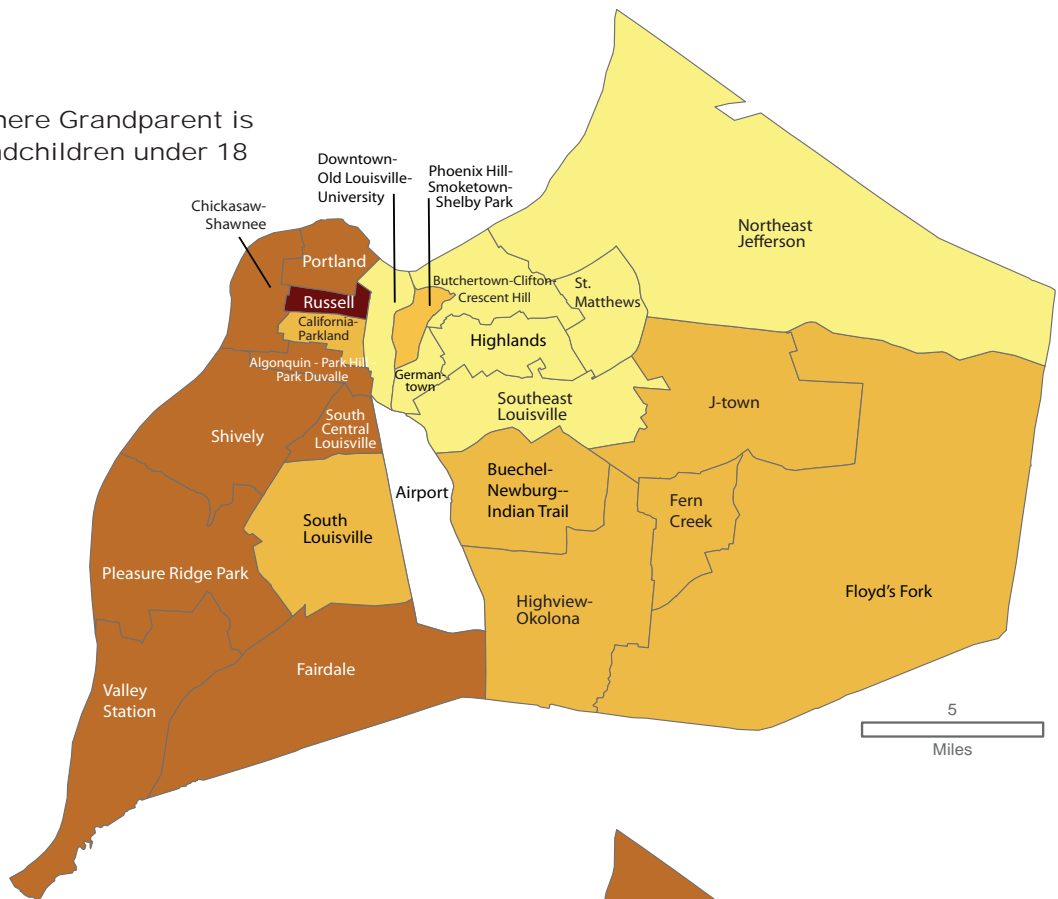 here Grandparent is
ndchildren under 18
Downtown-
Old Louisville-
University
Phoenix Hill-
Smoketown-
Shelby Park
Chickasaw-
Shawnee
Portland
Russell
California-
Parkland
Algonquin - Park Hill-
Park Duvalle
Butchertown-Clifton-
Crescent Hill
St.
Matthews
Northeast
Jefferson
Highlands
German-
town
Southeast
Louisville
J-town
Shively
South
Central
Louisville
Airport
Buechel-
Newburg--
Indian Trail
Fern
Creek
South
Louisville
Pleasure Ridge Park
Highview-
Okolona
Floyd's Fork
Fairdale
Valley
Station
5
Miles